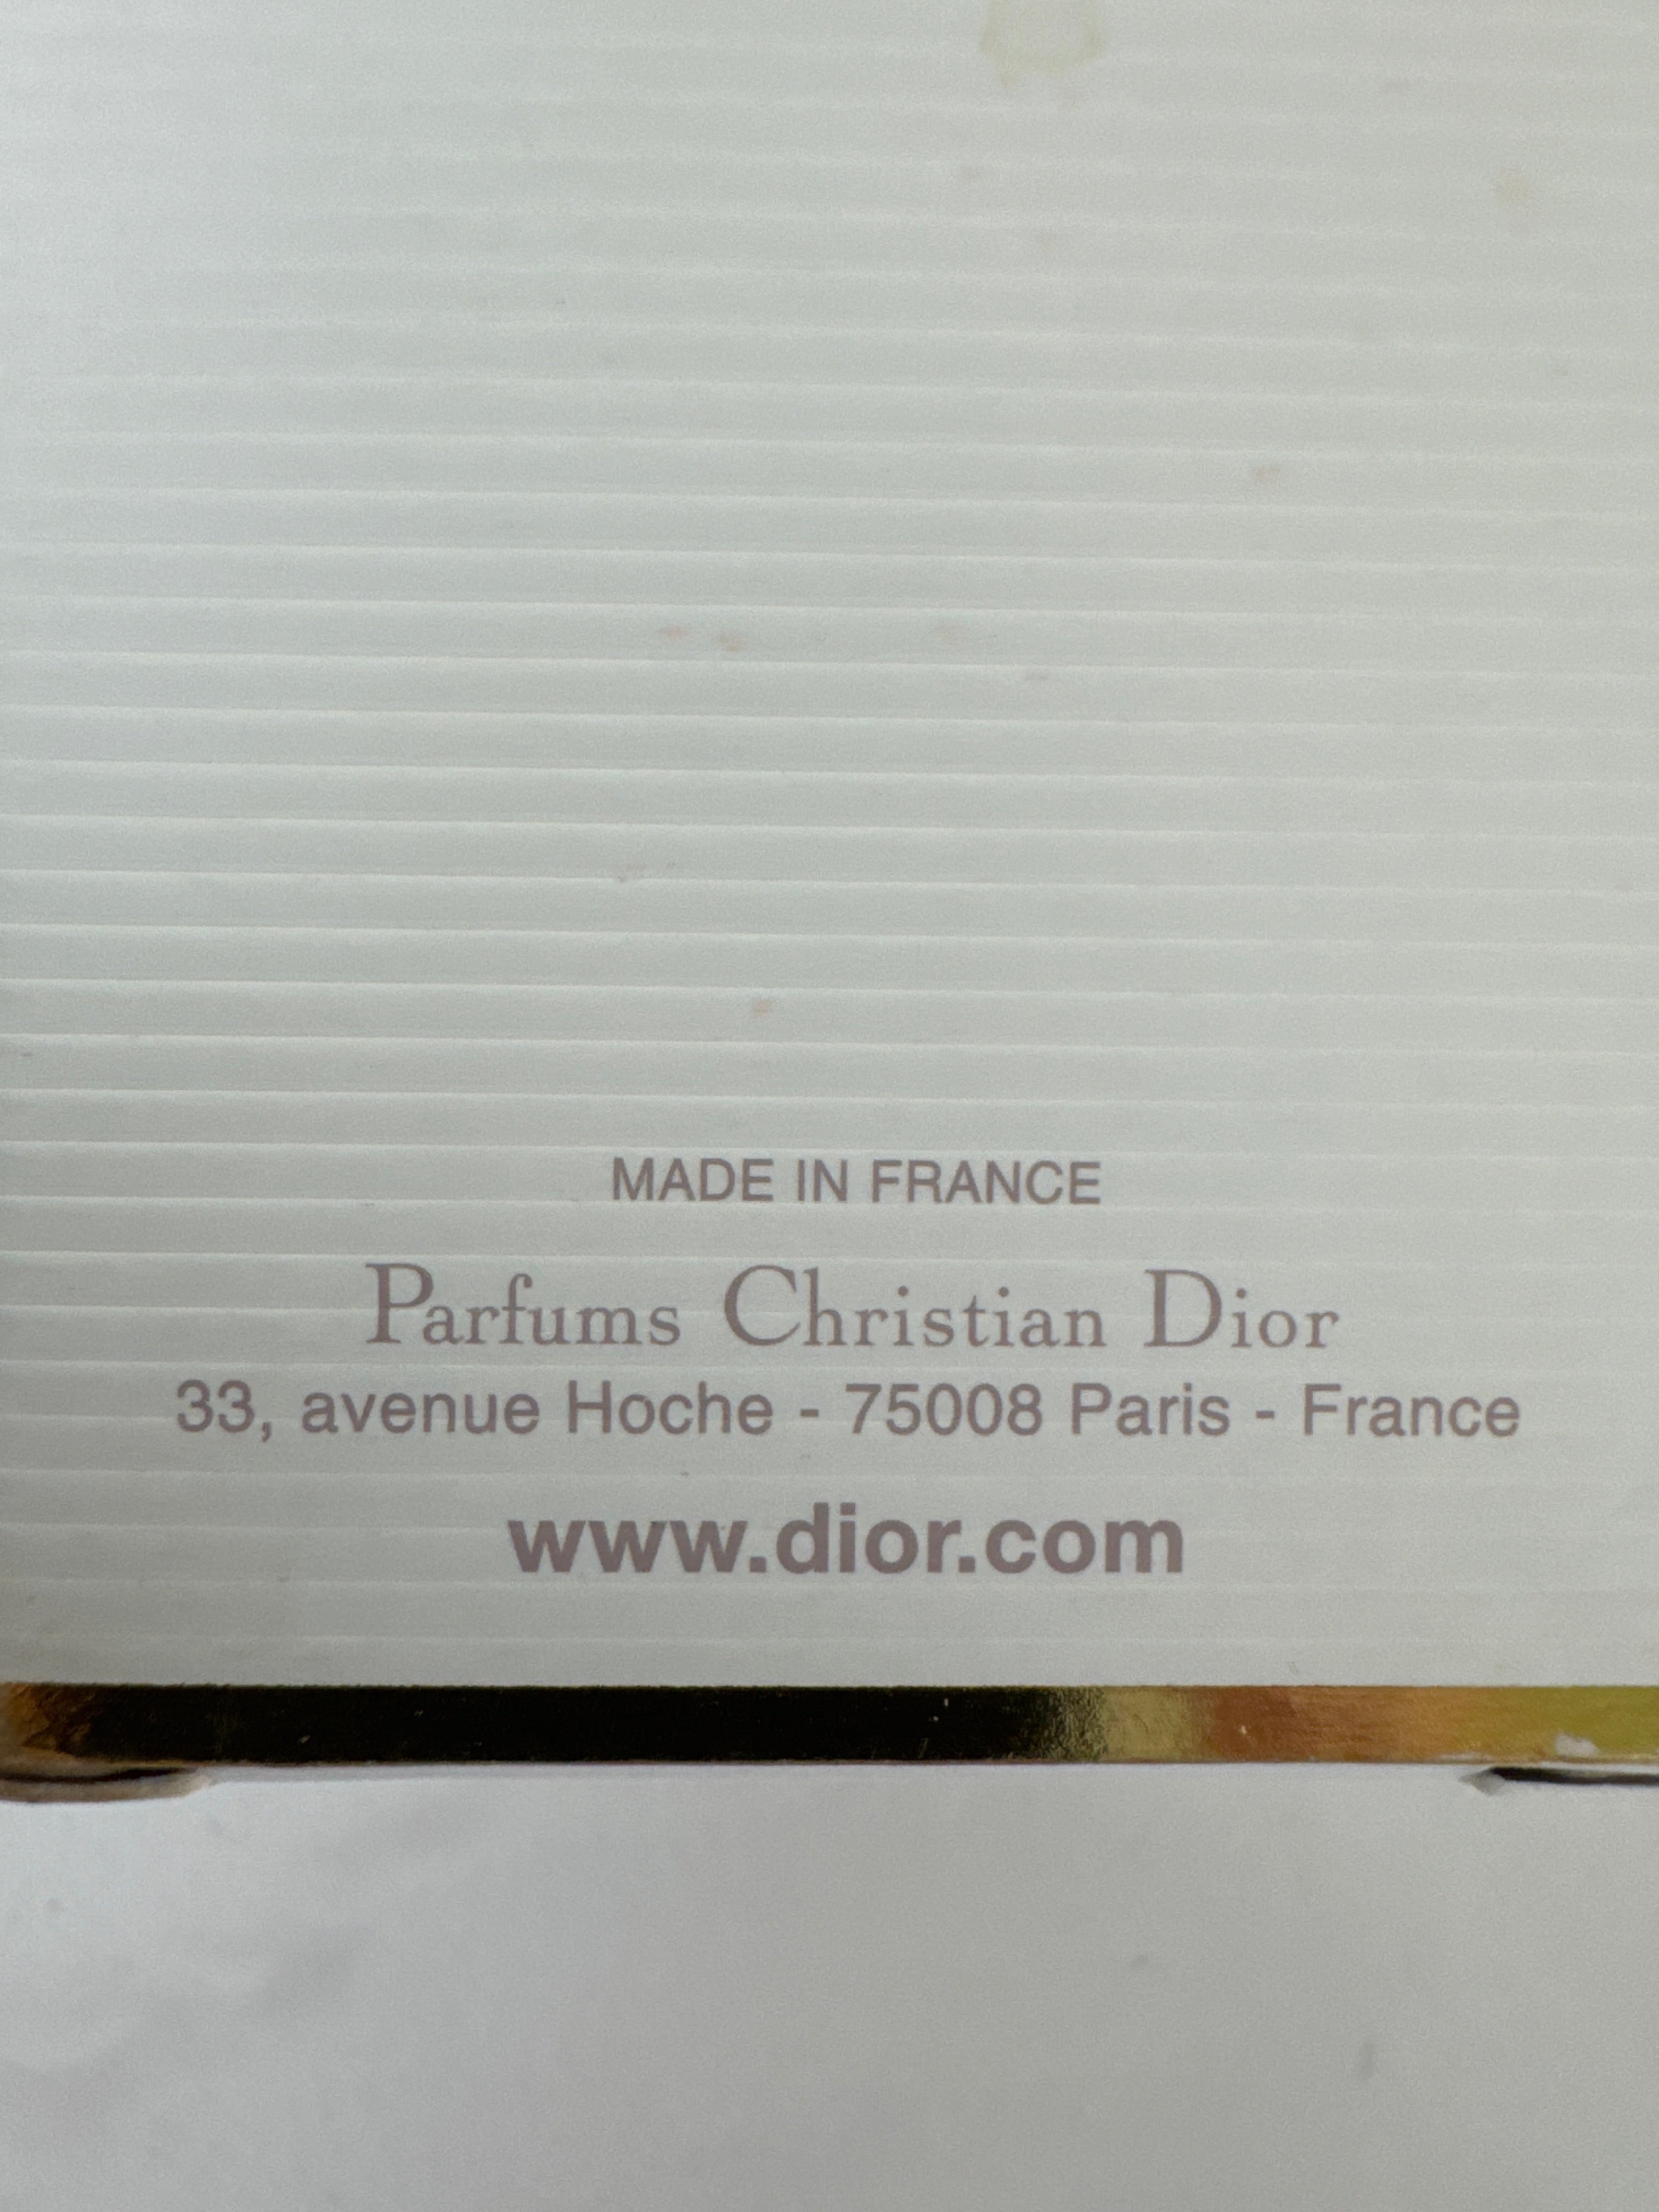 MADE IN FRANCE
Parfums Christian Dior
33, avenue Hoche - 75008 Paris - France
www.dior.com